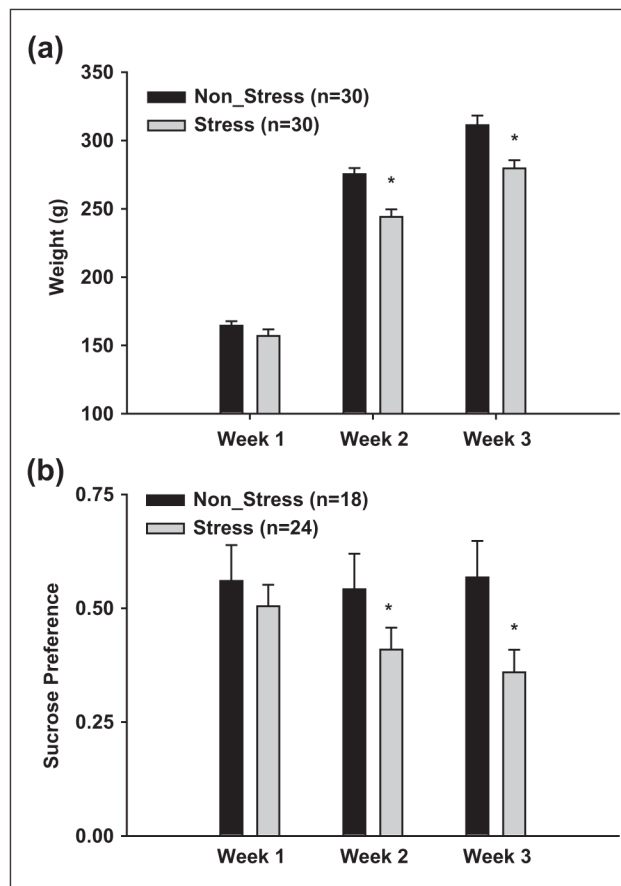 (a)
350
300
250
200
150
100
Weight (g)
Non_Stress (n=30)
Stress (n=30)
*
*
Week 1
Week 2
Week 3
(b)
0.75
0.50
0.25
0.00
Sucrose Preference
Non_Stress (n=18)
Stress (n=24)
*
*
Week 1
Week 2
Week 3